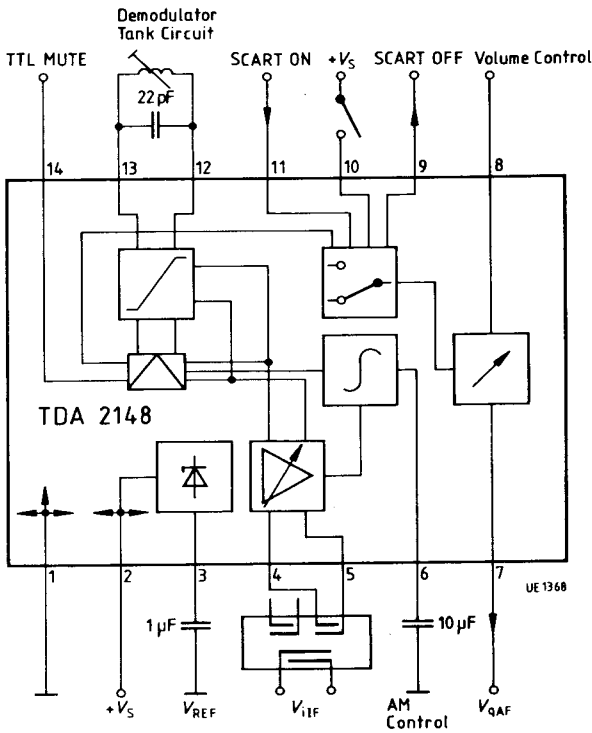 Demodulator
Tank Circuit
TTL MUTE
SCART ON
+VS
SCART OFF
Volume Control
22 pF
14
13
12
11
10
9
8
TDA 2148
1
2
3
4
5
6
7
UE 1368
1 µF
10 µF
+VS
VREF
ViIF
AM
Control
VqAF